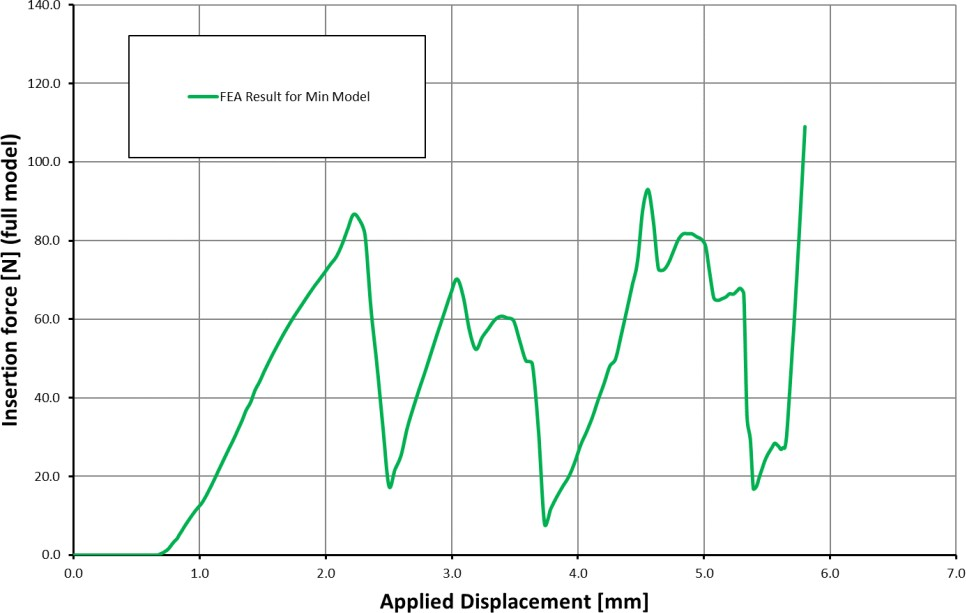 140.0
120.0
100.0
80.0
60.0
40.0
20.0
0.0
Insertion force [N] (full model)
FEA Result for Min Model
0.0 1.0 2.0 3.0 4.0 5.0 6.0 7.0
Applied Displacement [mm]